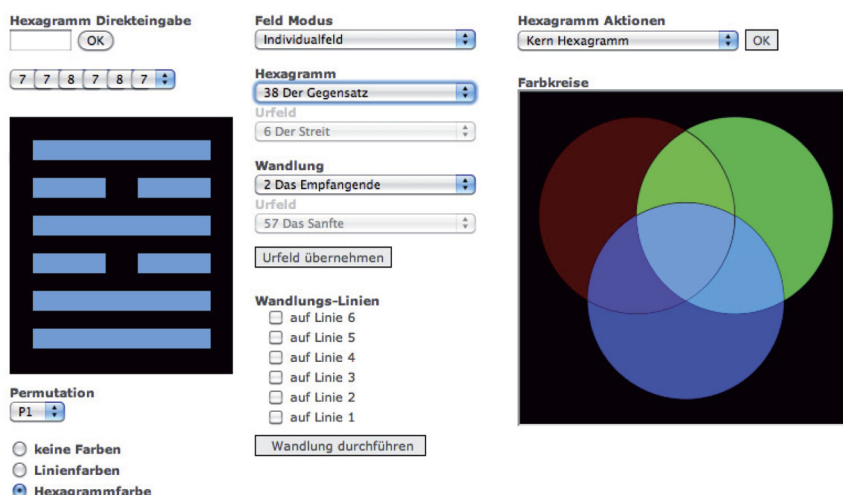 Hexagramm Direkteingabe
OK
7 7 8 7 8 7
Permutation
P1
keine Farben
Linienfarben
Hexagrammfarbe
Feld Modus
Individualfeld
Hexagramm
38 Der Gegensatz
Urfeld
6 Der Streit
Wandlung
2 Das Empfangende
Urfeld
57 Das Sanfte
Urfeld übernehmen
Wandlungs-Linien
auf Linie 6
auf Linie 5
auf Linie 4
auf Linie 3
auf Linie 2
auf Linie 1
Wandlung durchführen
Hexagramm Aktionen
Kern Hexagramm
OK
Farbkreise